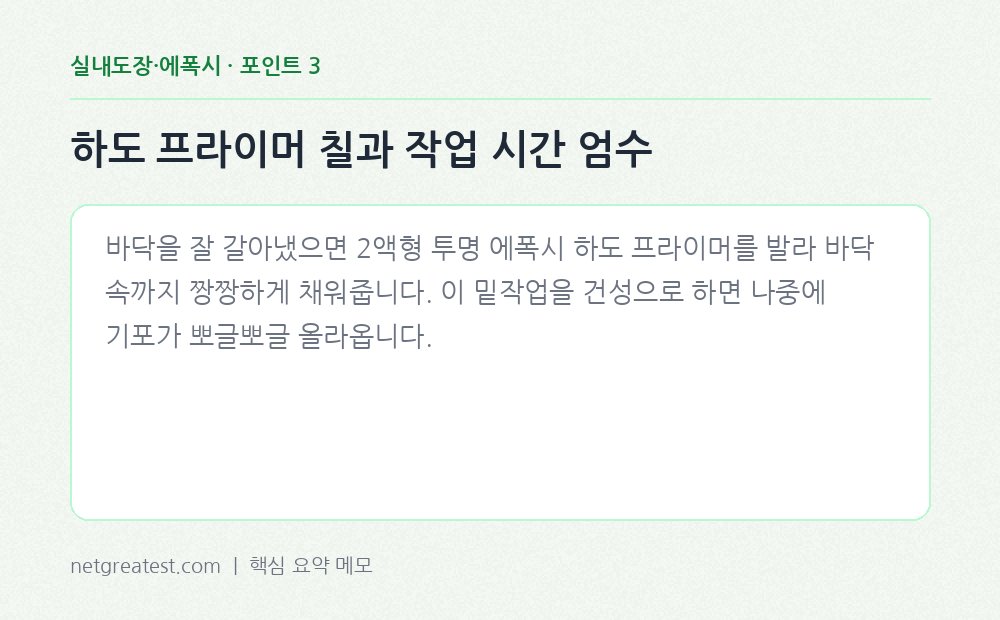 실내도장·에폭시 · 포인트 3
하도 프라이머 칠과 작업 시간 엄수
바닥을 잘 갈아냈으면 2액형 투명 에폭시 하도 프라이머를 발라 바닥
속까지 짱짱하게 채워줍니다. 이 밑작업을 건성으로 하면 나중에
기포가 뽀글뽀글 올라옵니다.
netgreatest.com | 핵심 요약 메모